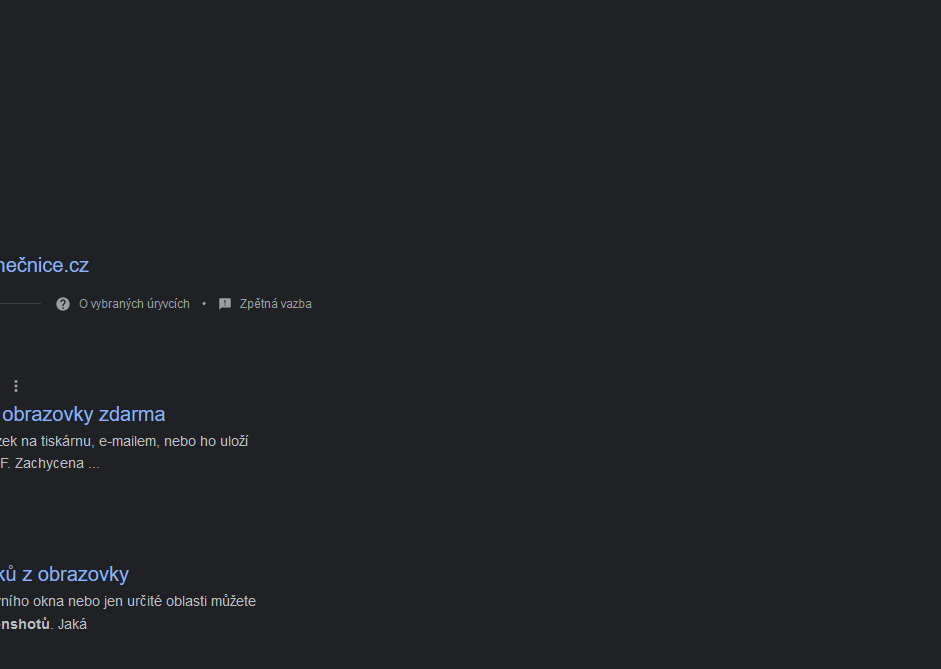 nečnice.cz
O vybraných úryvcích • Zpětná vazba
obrazovky zdarma
zek na tiskárnu, e-mailem, nebo ho uloží
F. Zachycena ...
ků z obrazovky
vního okna nebo jen určité oblasti můžete
nshotů. Jaká